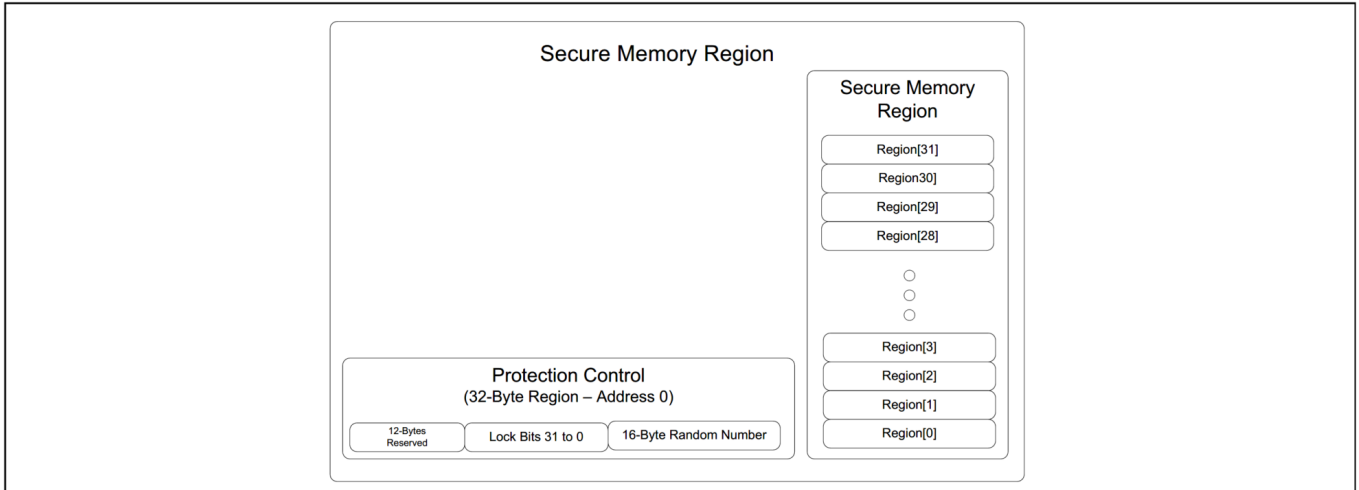 Secure Memory Region
Secure Memory
Region
Region[31]
Region30]
Region[29]
Region[28]
Region[3]
Region[2]
Region[1]
Region[0]
Protection Control
(32-Byte Region – Address 0)
12-Bytes
Reserved
Lock Bits 31 to 0
16-Byte Random Number